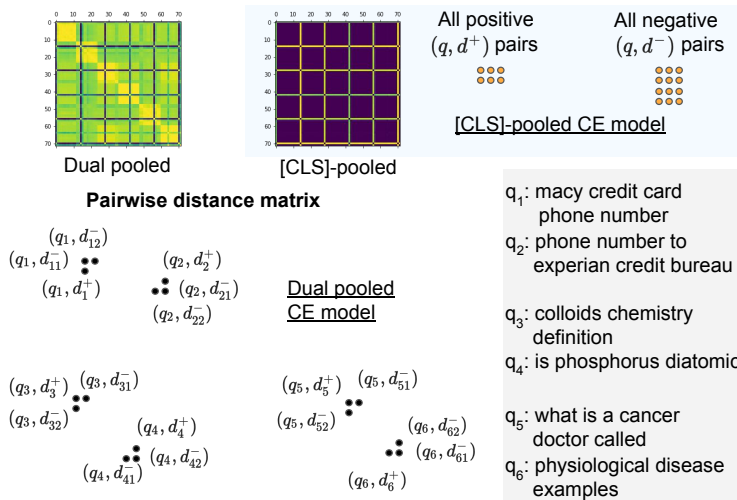 0 10 20 30 40 50 60 70
0
10
20
30
40
50
60
70
Dual pooled
0 10 20 30 40 50 60 70
0
10
20
30
40
50
60
70
[CLS]-pooled
All positive
(q, d⁺) pairs
All negative
(q, d⁻) pairs
[CLS]-pooled CE model
Pairwise distance matrix
(q₁, d₁₂⁻)
(q₁, d₁₁⁻)
(q₁, d₁⁺)
(q₂, d₂⁺)
(q₂, d₂₁⁻)
(q₂, d₂₂⁻)
Dual pooled
CE model
(q₃, d₃⁺) (q₃, d₃₁⁻)
(q₃, d₃₂⁻)
(q₄, d₄⁺)
(q₄, d₄₂⁻)
(q₄, d₄₁⁻)
(q₅, d₅⁺) (q₅, d₅₁⁻)
(q₅, d₅₂⁻)
(q₆, d₆₂⁻)
(q₆, d₆₁⁻)
(q₆, d₆⁺)
q₁: macy credit card
phone number
q₂: phone number to
experian credit bureau
q₃: colloids chemistry
definition
q₄: is phosphorus diatomic
q₅: what is a cancer
doctor called
q₆: physiological disease
examples